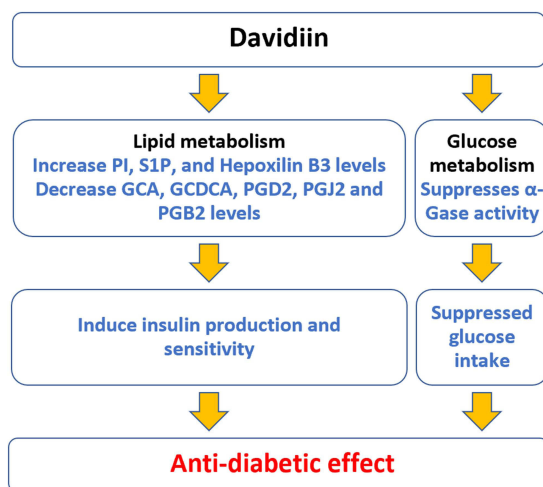 Davidiin
Lipid metabolism
Increase PI, S1P, and Hepoxilin B3 levels
Decrease GCA, GCDCA, PGD2, PGJ2 and
PGB2 levels
Glucose
metabolism
Suppresses α-
Gase activity
Induce insulin production and
sensitivity
Suppressed
glucose
intake
Anti-diabetic effect